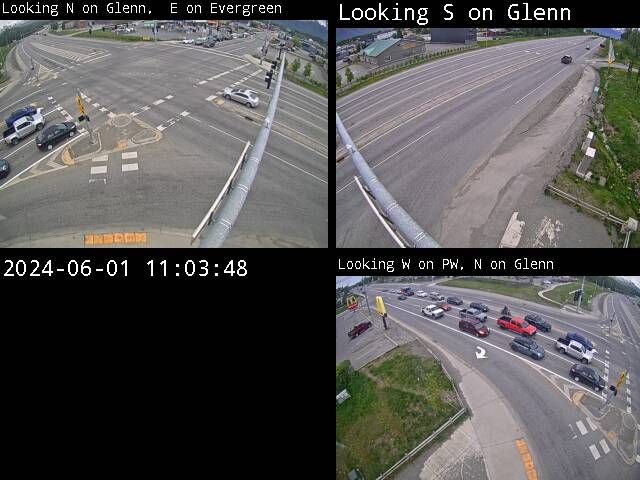 Looking N on Glenn,  E on Evergreen
Looking S on Glenn
2024-06-01 11:03:48
Looking W on PW, N on Glenn